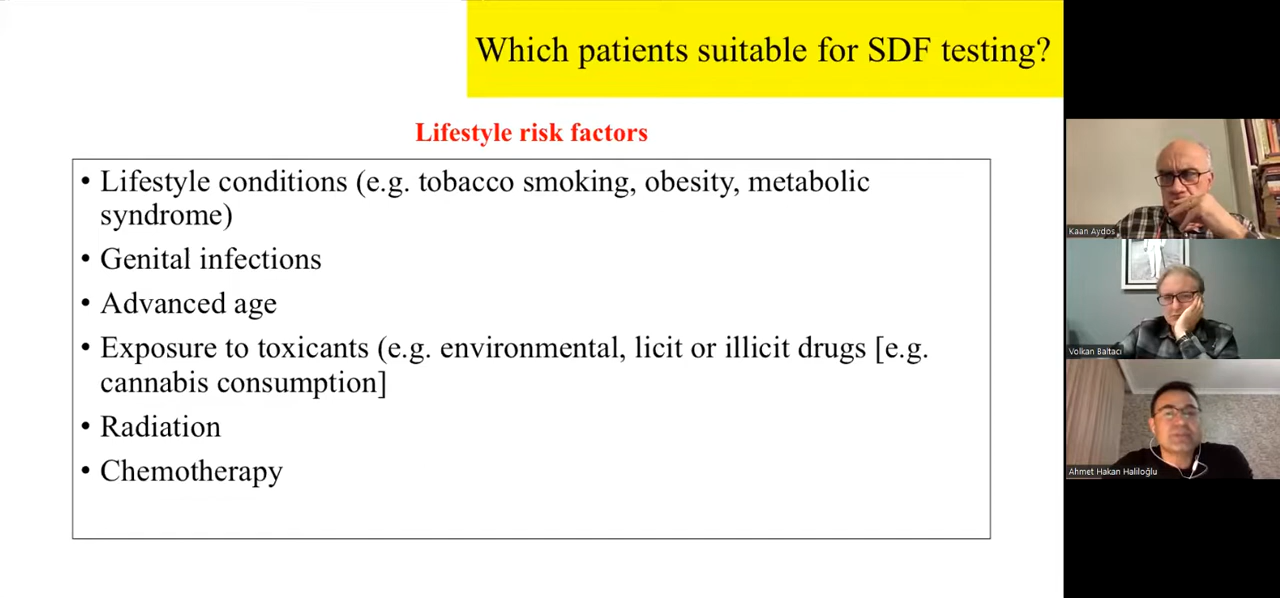 Which patients suitable for SDF testing?
Lifestyle risk factors
• Lifestyle conditions (e.g. tobacco smoking, obesity, metabolic
syndrome)
• Genital infections
• Advanced age
• Exposure to toxicants (e.g. environmental, licit or illicit drugs [e.g.
cannabis consumption]
• Radiation
• Chemotherapy
Kaan Aydos
Volkan Baltacı
Ahmet Hakan Haliloğlu